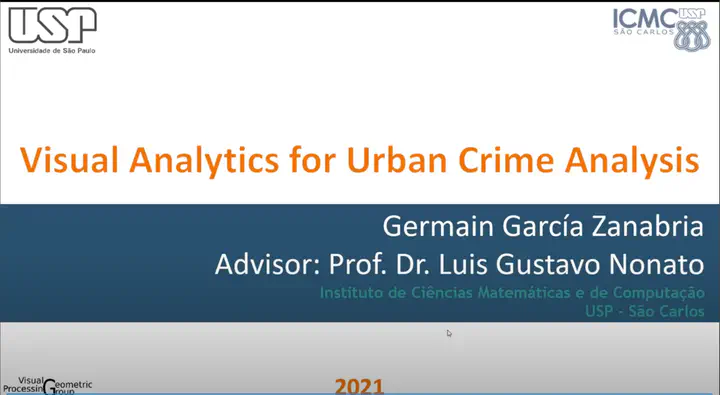 USP
Universidade de São Paulo
ICMC USP
SÃO CARLOS
Visual Analytics for Urban Crime Analysis
Germain García Zanabria
Advisor: Prof. Dr. Luis Gustavo Nonato
Instituto de Ciências Matemáticas e de Computação
USP - São Carlos
Visual Geometric
Processing Group
2021